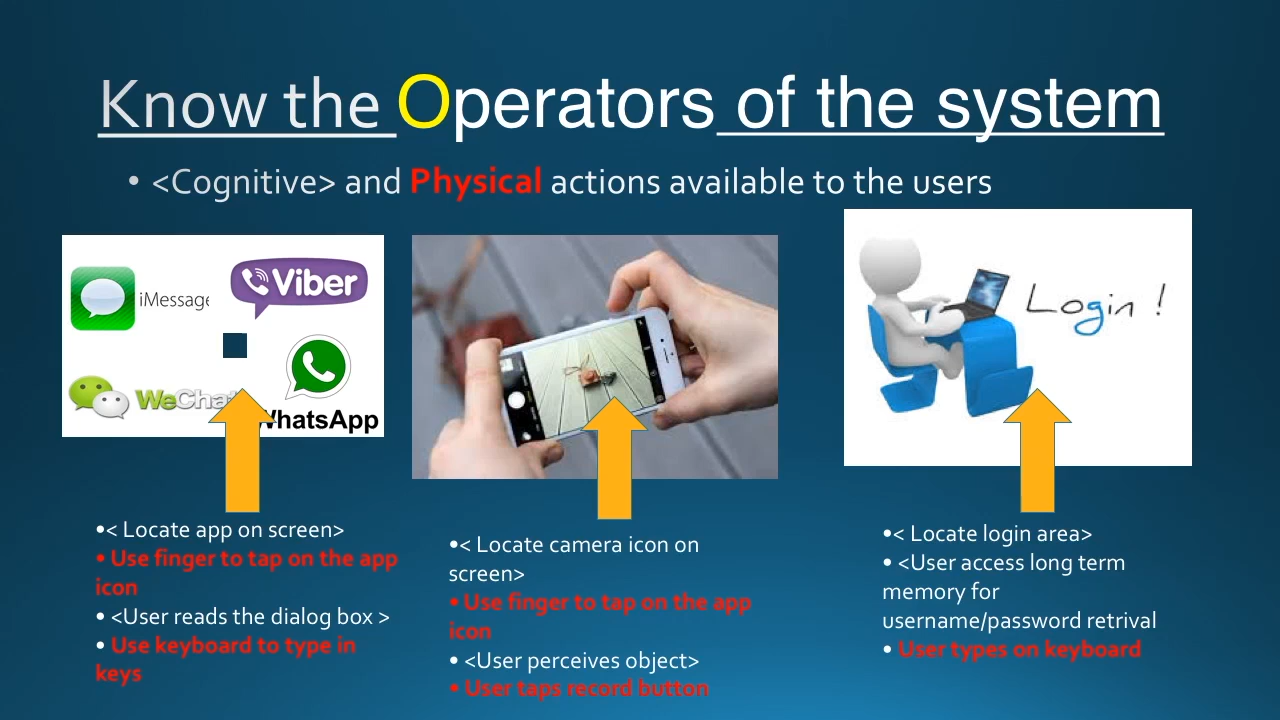 Know the Operators of the system
• <Cognitive> and Physical actions available to the users
iMessage
Viber
WeChat
WhatsApp
Login !
•< Locate app on screen>
• Use finger to tap on the app
icon
• <User reads the dialog box >
• Use keyboard to type in
keys
•< Locate camera icon on
screen>
• Use finger to tap on the app
icon
• <User perceives object>
• User taps record button
•< Locate login area>
• <User access long term
memory for
username/password retrival
• User types on keyboard